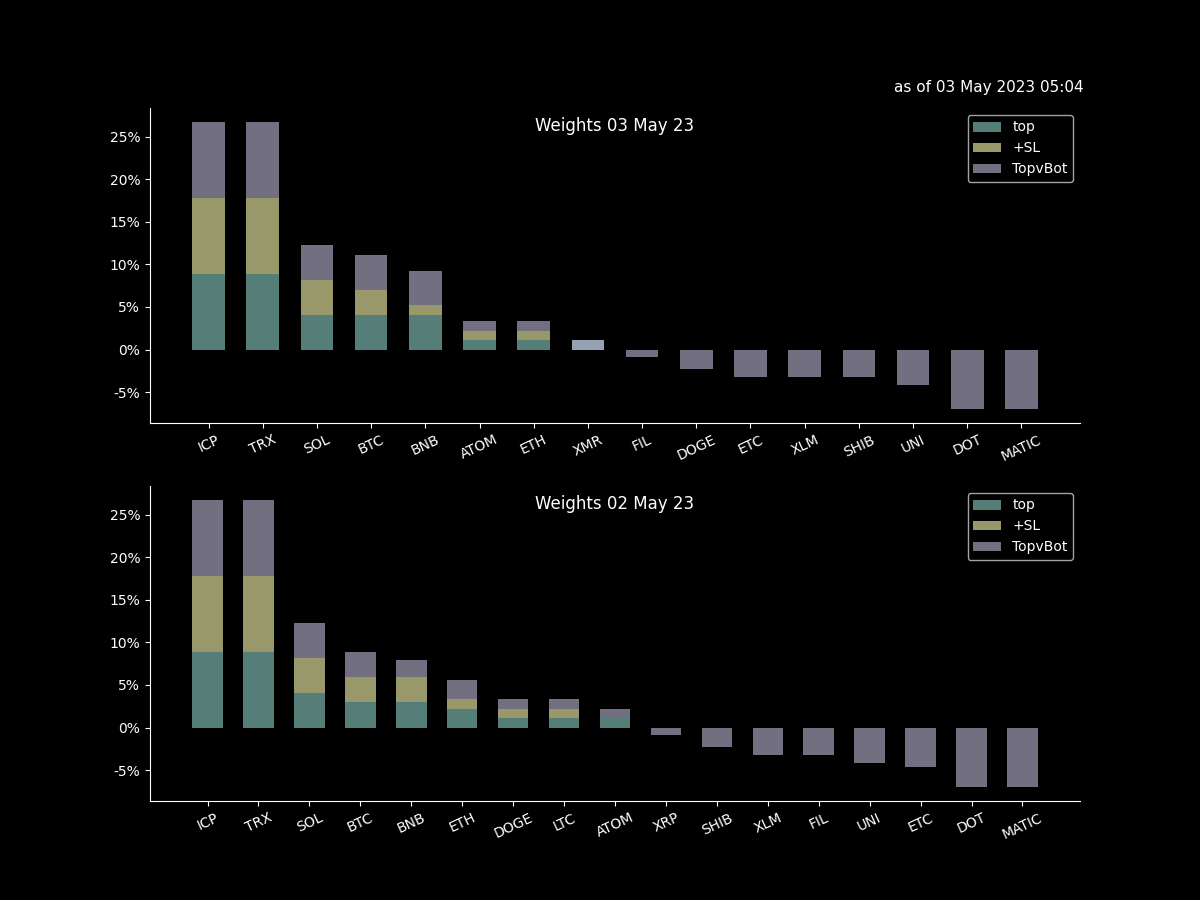 as of 03 May 2023 05:04
Weights 03 May 23
top
+SL
TopvBot
25%
20%
15%
10%
5%
0%
-5%
ICP TRX SOL BTC BNB ATOM ETH XMR FIL DOGE ETC XLM SHIB UNI DOT MATIC
Weights 02 May 23
top
+SL
TopvBot
25%
20%
15%
10%
5%
0%
-5%
ICP TRX SOL BTC BNB ETH DOGE LTC ATOM XRP SHIB XLM FIL UNI ETC DOT MATIC